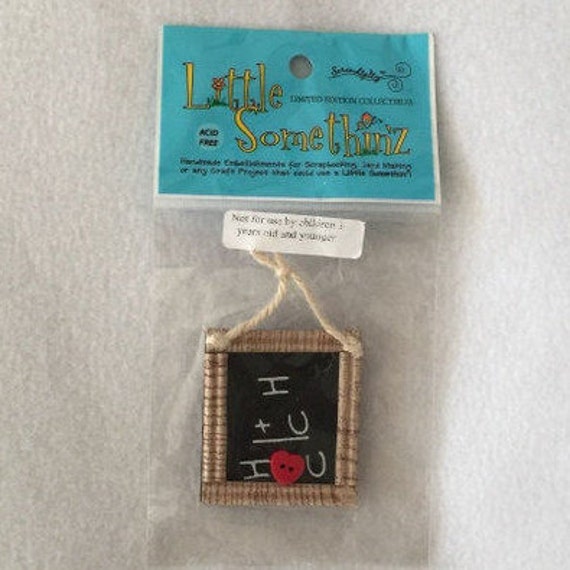 Little
Serendipity
LIMITED EDITION COLLECTIBLES
Somethinz
ACID
FREE
Handmade Embellishments for Scrapbooking, Card Making
or any Craft Project that could use a Little Somethin'!
Not for use by children 3
years old and younger